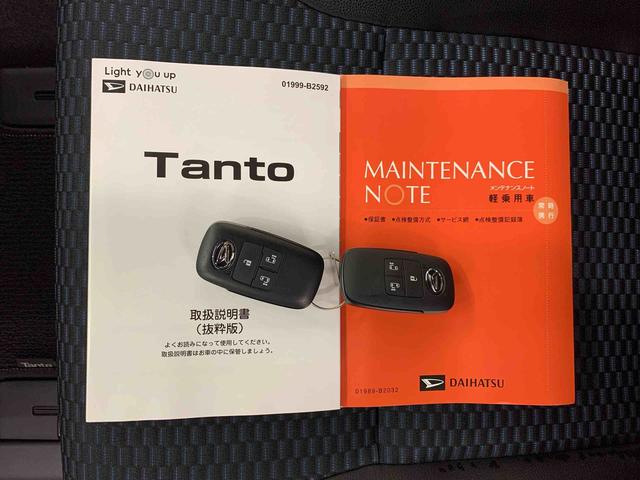 Light you up
DAIHATSU
01999-B2592
Tanto
取扱説明書
(抜粋版)
よくお読みになって使用してください。
取扱説明書はお車の中に保管しましょう。
MAINTENANCE
NOTE
メンテナンスノート
軽乗用車
常時
携行
●保証書 ●点検整備方式 ●サービス網 ●点検整備記録簿
01989-B2032
DAIHATSU
Tanto